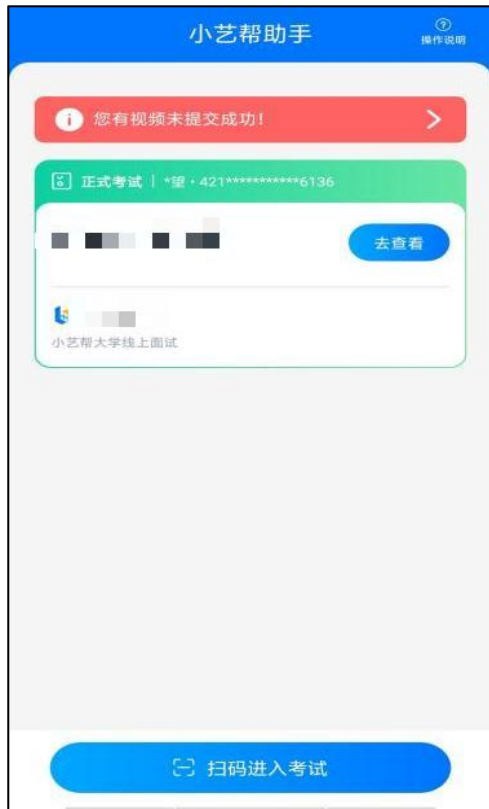 小艺帮助手
操作说明
您有视频未提交成功!
正式考试 | *望·421***********6136
去查看
小艺帮大学线上面试
扫码进入考试